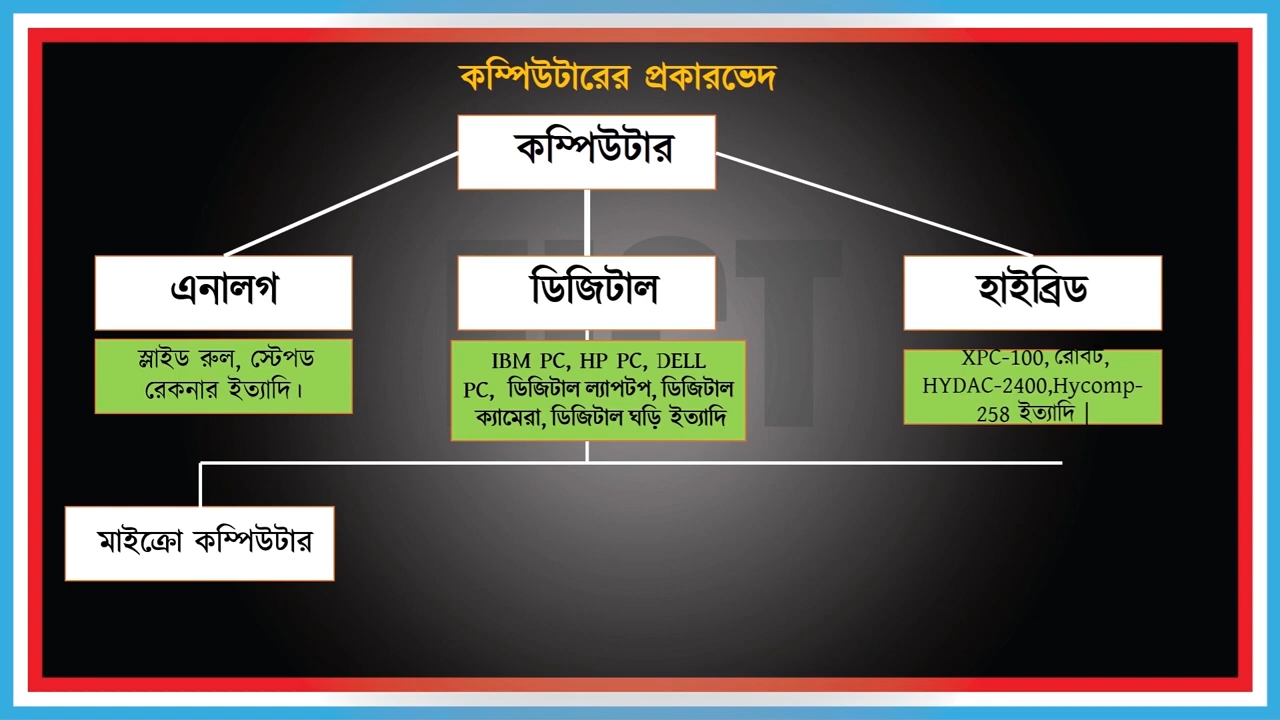 কম্পিউটারের প্রকারভেদ
কম্পিউটার
এনালগ
ডিজিটাল
হাইব্রিড
স্লাইড রুল, স্টেপড
রেকনার ইত্যাদি।
IBM PC, HP PC, DELL
PC, ডিজিটাল ল্যাপটপ, ডিজিটাল
ক্যামেরা, ডিজিটাল ঘড়ি ইত্যাদি
XPC-100, রোবট,
HYDAC-2400,Hycomp-
258 ইত্যাদি |
মাইক্রো কম্পিউটার